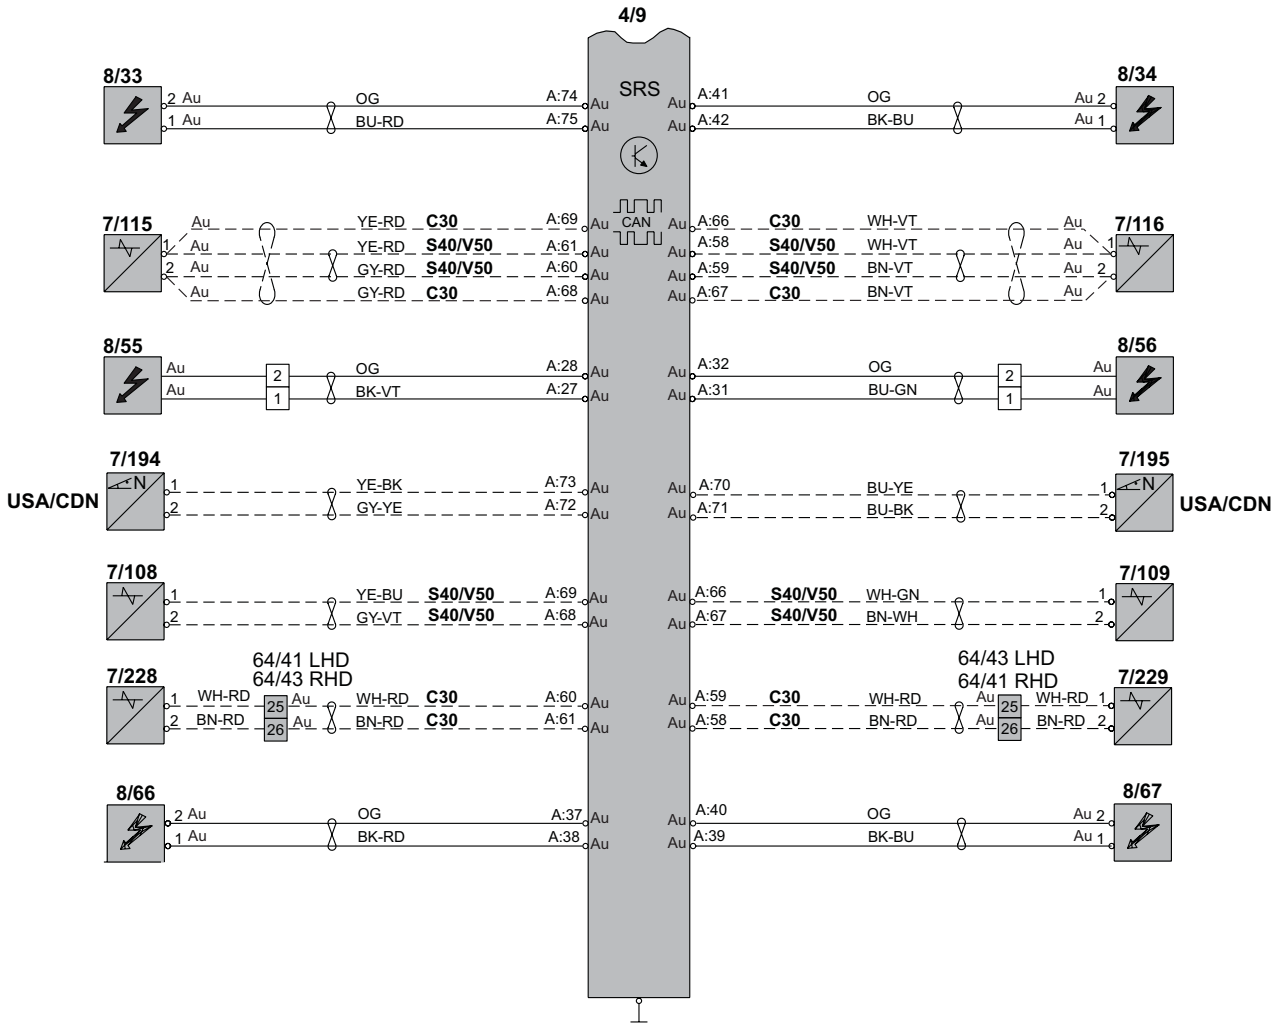 4/9
SRS
CAN
8/33
2 Au OG A:74 Au
1 Au BU-RD A:75 Au
8/34
Au A:41 OG Au 2
Au A:42 BK-BU Au 1
7/115
Au YE-RD C30 A:69 Au
1 Au YE-RD S40/V50 A:61 Au
2 Au GY-RD S40/V50 A:60 Au
Au GY-RD C30 A:68 Au
7/116
Au A:66 C30 WH-VT Au
Au A:58 S40/V50 WH-VT Au 1
Au A:59 S40/V50 BN-VT Au 2
Au A:67 C30 BN-VT Au
8/55
Au 2 OG A:28 Au
Au 1 BK-VT A:27 Au
8/56
Au A:32 OG 2 Au
Au A:31 BU-GN 1 Au
7/194
N
USA/CDN
1 YE-BK A:73 Au
2 GY-YE A:72 Au
7/195
N
USA/CDN
Au A:70 BU-YE 1
Au A:71 BU-BK 2
7/108
1 YE-BU S40/V50 A:69 Au
2 GY-VT S40/V50 A:68 Au
7/109
Au A:66 S40/V50 WH-GN 1
Au A:67 S40/V50 BN-WH 2
64/41 LHD
64/43 RHD
7/228
1 WH-RD 25 Au WH-RD C30 A:60 Au
2 BN-RD 26 Au BN-RD C30 A:61 Au
64/43 LHD
64/41 RHD
7/229
Au A:59 C30 WH-RD Au 25 WH-RD 1
Au A:58 C30 BN-RD Au 26 BN-RD 2
8/66
2 Au OG A:37 Au
1 Au BK-RD A:38 Au
8/67
Au A:40 OG Au 2
Au A:39 BK-BU Au 1